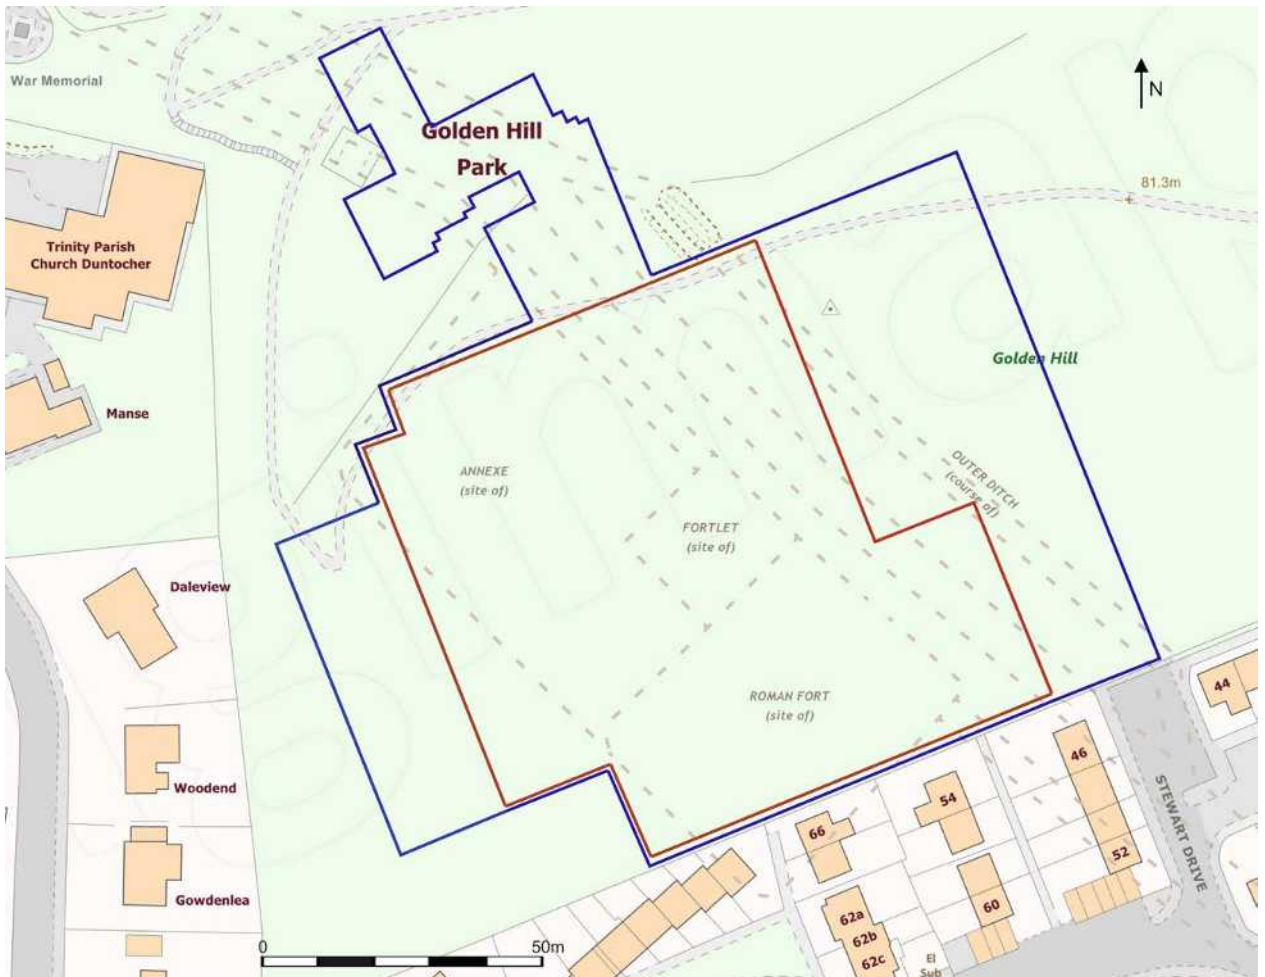 War Memorial
N
Golden Hill
Park
81.3m
Trinity Parish
Church Duntocher
Golden Hill
Manse
ANNEXE
(site of)
OUTER DITCH
(course of)
FORTLET
(site of)
Daleview
ROMAN FORT
(site of)
44
46
STEWART DRIVE
Woodend
54
66
52
Gowdenlea
60
62a
62b
62c
El
Sub
0
50m